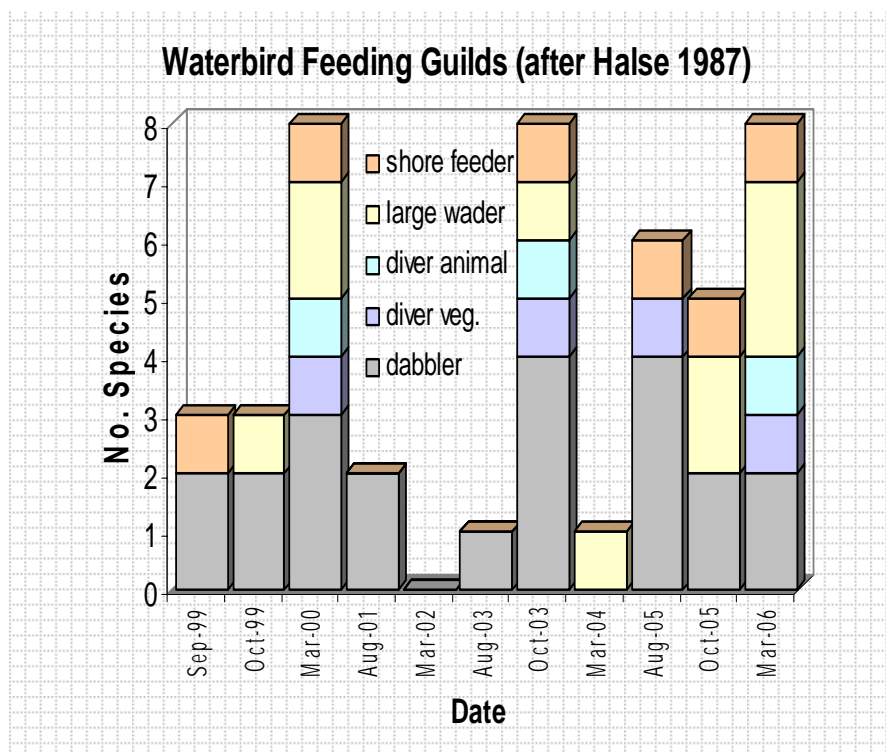 Waterbird Feeding Guilds (after Halse 1987)
No. Species
8
7
6
5
4
3
2
1
0
shore feeder
large wader
diver animal
diver veg.
dabbler
Sep-99
Oct-99
Mar-00
Aug-01
Mar-02
Aug-03
Oct-03
Mar-04
Aug-05
Oct-05
Mar-06
Date